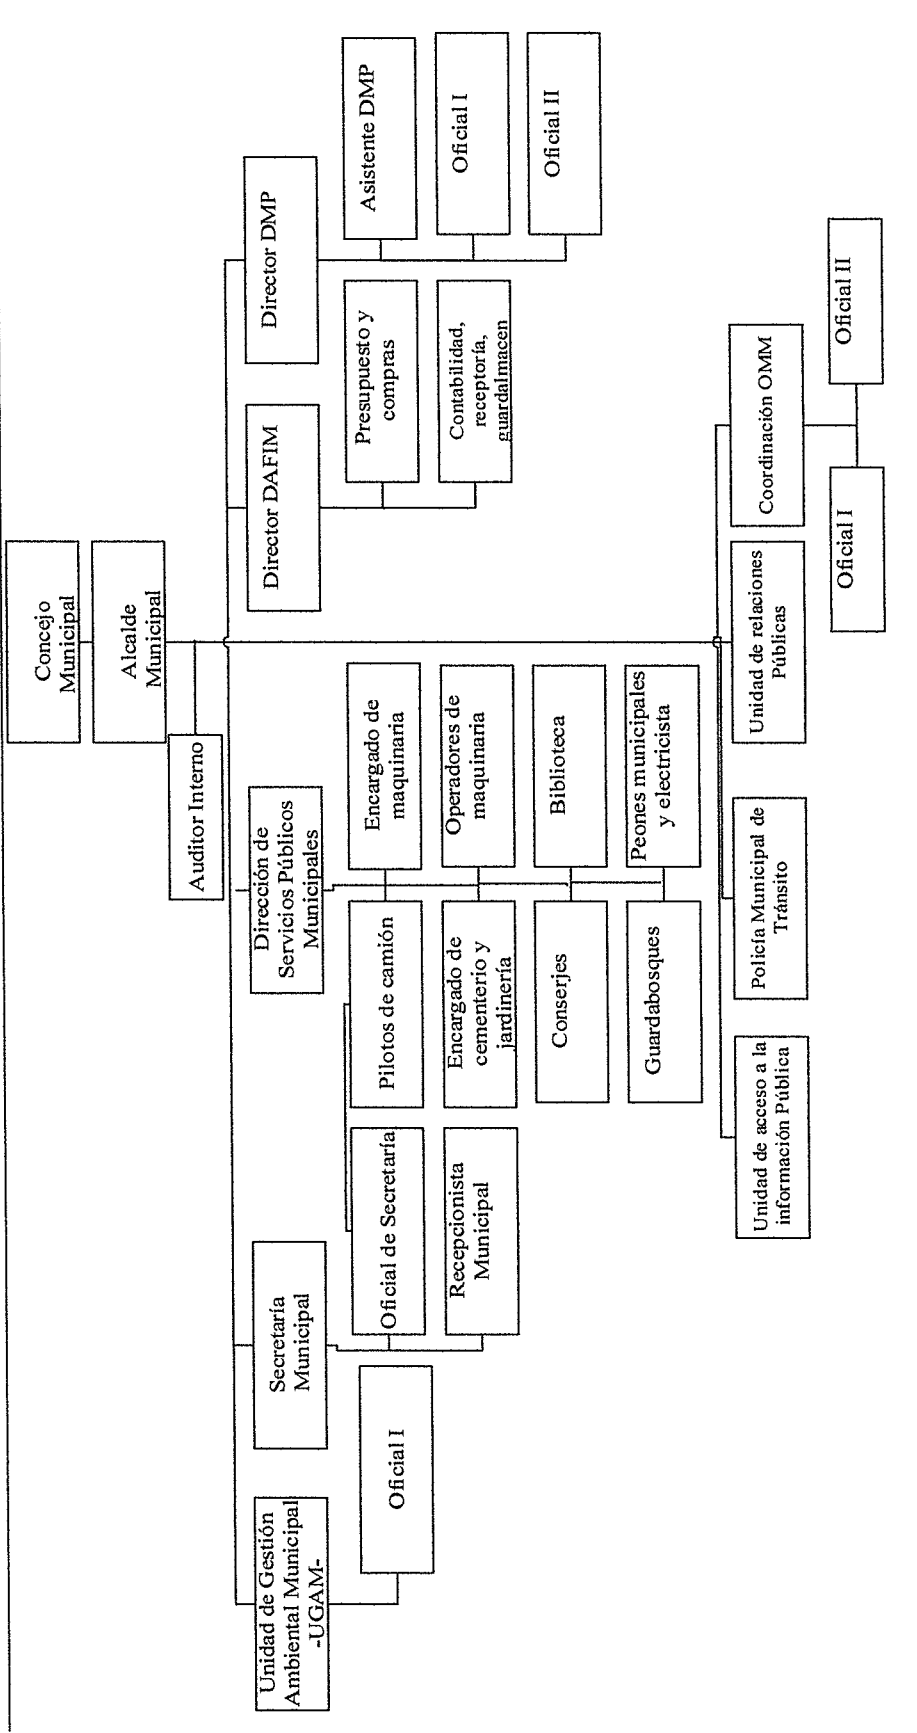 Concejo
Municipal
Alcalde
Municipal
Auditor Interno
Unidad de Gestión
Ambiental Municipal
-UGAM-
Secretaría
Municipal
Dirección de
Servicios Públicos
Municipales
Director DAFIM
Director DMP
Oficial I
Oficial de Secretaría
Recepcionista
Municipal
Pilotos de camión
Encargado de
maquinaria
Encargado de
cementerio y
jardinería
Operadores de
maquinaria
Conserjes
Biblioteca
Guardabosques
Peones municipales
y electricista
Presupuesto y
compras
Contabilidad,
receptoría,
guardalmacen
Asistente DMP
Oficial I
Oficial II
Unidad de acceso a la
información Pública
Policía Municipal de
Tránsito
Unidad de relaciones
Públicas
Coordinación OMM
Oficial I
Oficial II